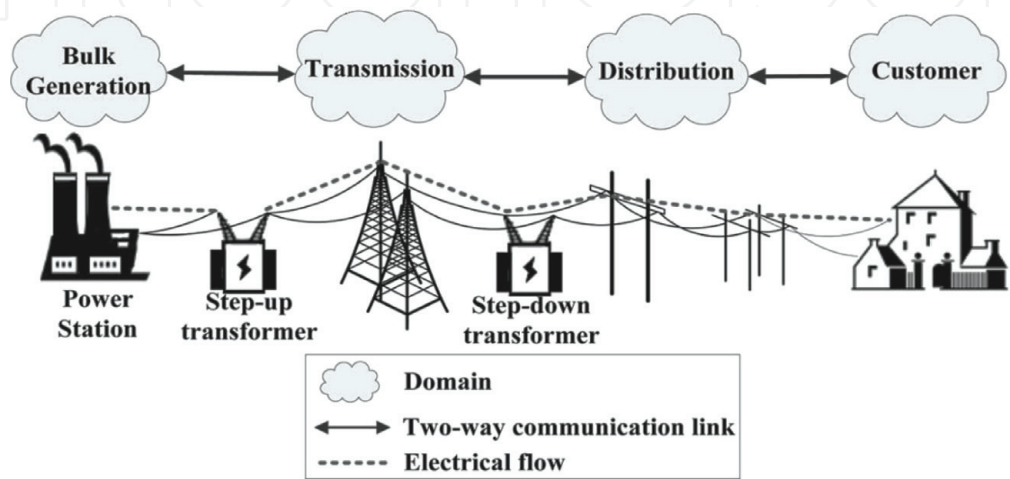 Bulk
Generation
Transmission
Distribution
Customer
Power
Station
Step-up
transformer
Step-down
transformer
Domain
Two-way communication link
Electrical flow